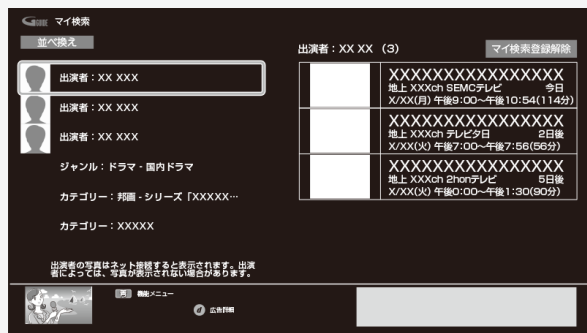 マイ検索
並べ換え
出演者：XX XX （3）
マイ検索登録解除
出演者：XX XXX
出演者：XX XXX
出演者：XX XXX
ジャンル：ドラマ - 国内ドラマ
カテゴリー：邦画 - シリーズ「XXXXX…
カテゴリー：XXXXX
出演者の写真はネット接続すると表示されます。出演
者によっては、写真が表示されない場合があります。
XXXXXXXXXXXXXXXX
地上 XXXch SEMCテレビ 今日
X/XX(月) 午後9:00～午後10:54(114分)
XXXXXXXXXXXXXXXX
地上 XXXch テレビタ日 2日後
X/XX(火) 午後7:00～午後7:56(56分)
XXXXXXXXXXXXXXXX
地上 XXXch 2honテレビ 5日後
X/XX(火) 午後0:00～午後1:30(90分)
機能メニュー
d 広告詳細